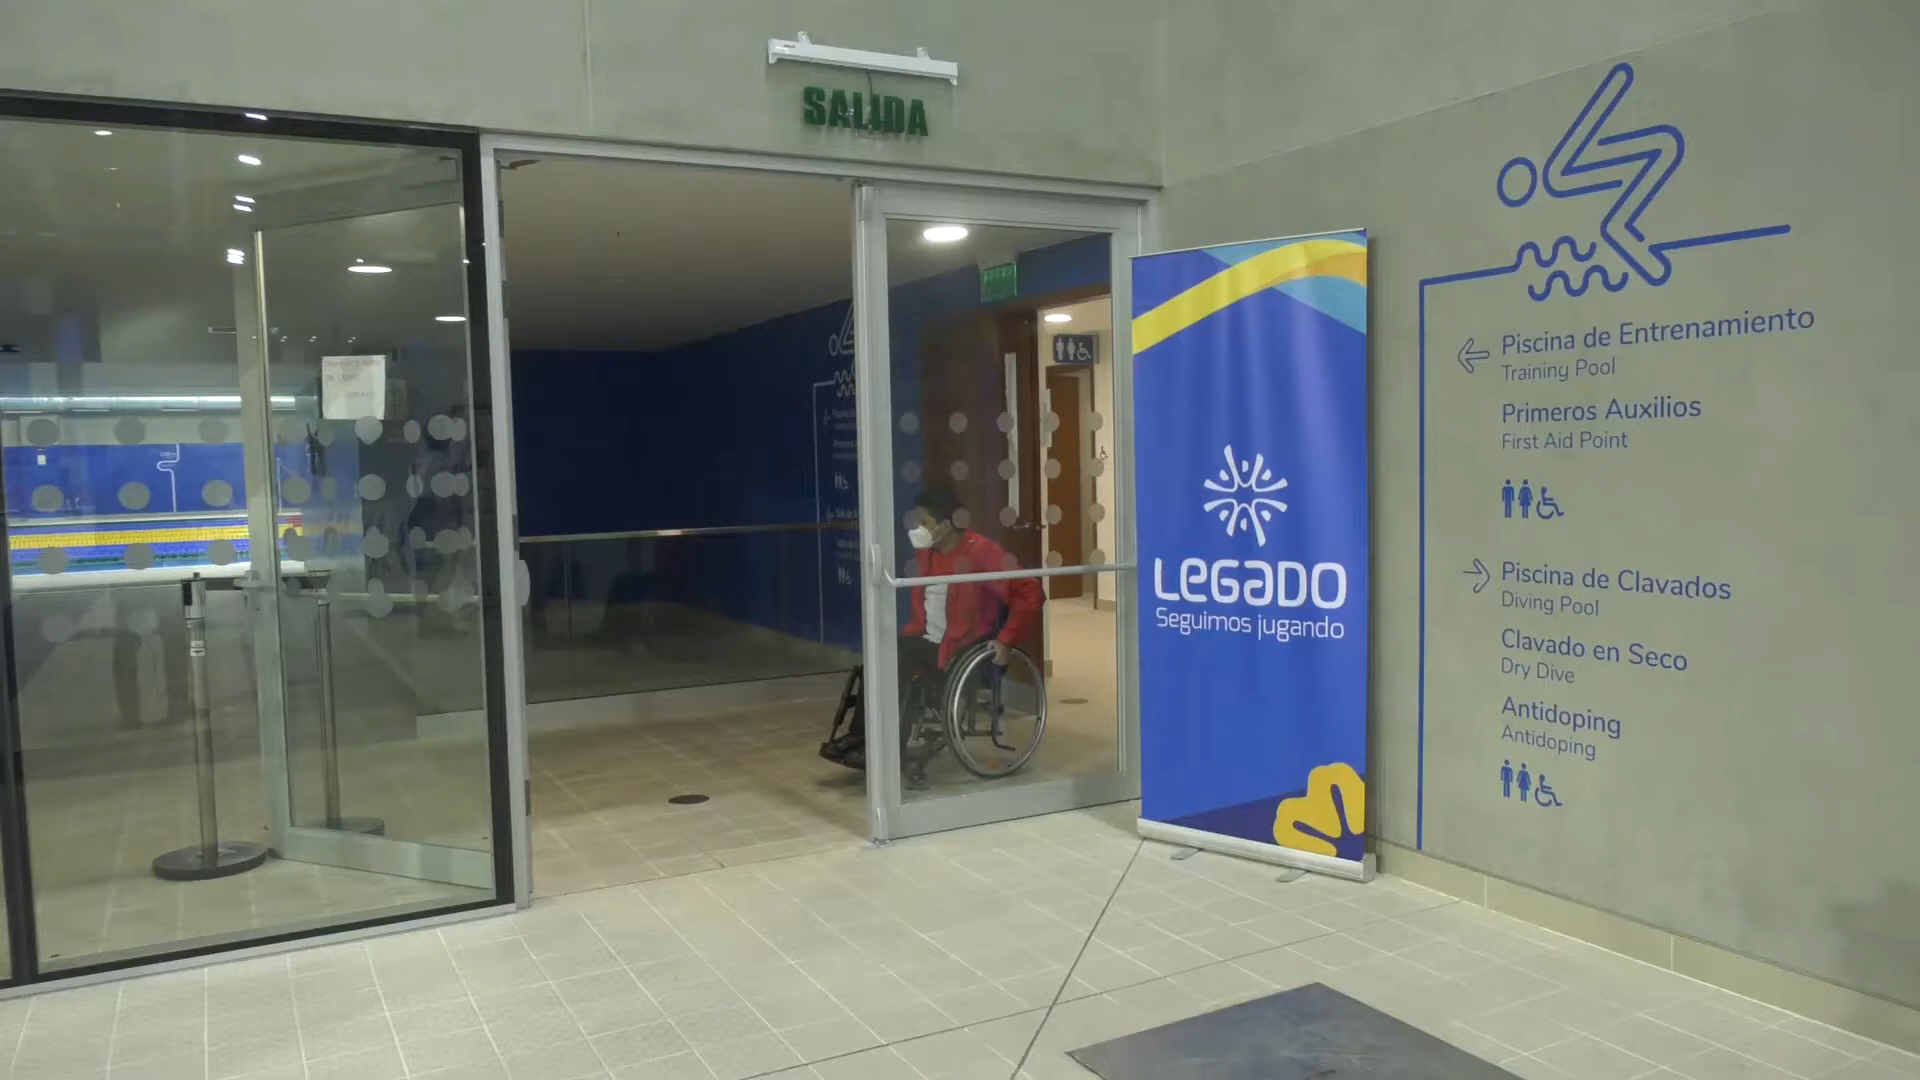 SALIDA
LEGADO
Seguimos jugando
Piscina de Entrenamiento
Training Pool
Primeros Auxilios
First Aid Point
Piscina de Clavados
Diving Pool
Clavado en Seco
Dry Dive
Antidoping
Antidoping